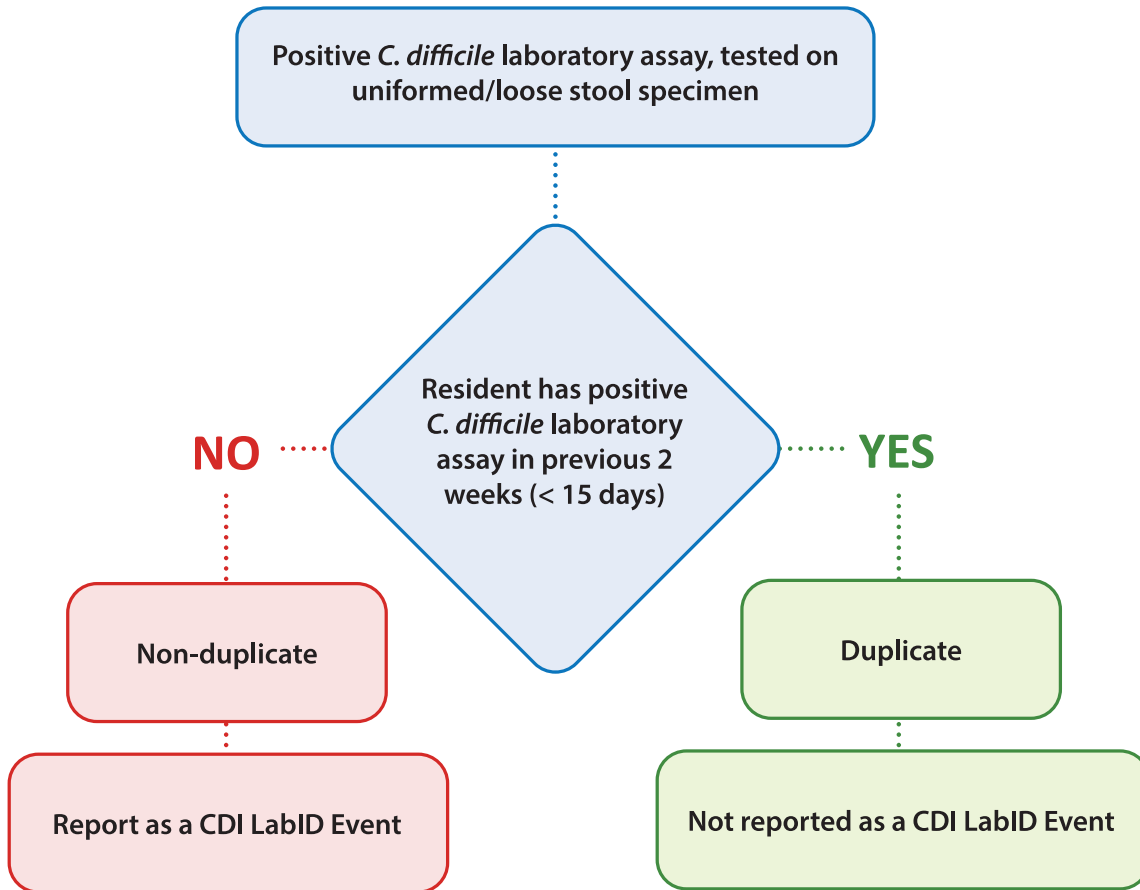 Positive C. difficile laboratory assay, tested on
uniformed/loose stool specimen
Resident has positive
C. difficile laboratory
assay in previous 2
weeks (< 15 days)
NO
YES
Non-duplicate
Duplicate
Report as a CDI LabID Event
Not reported as a CDI LabID Event